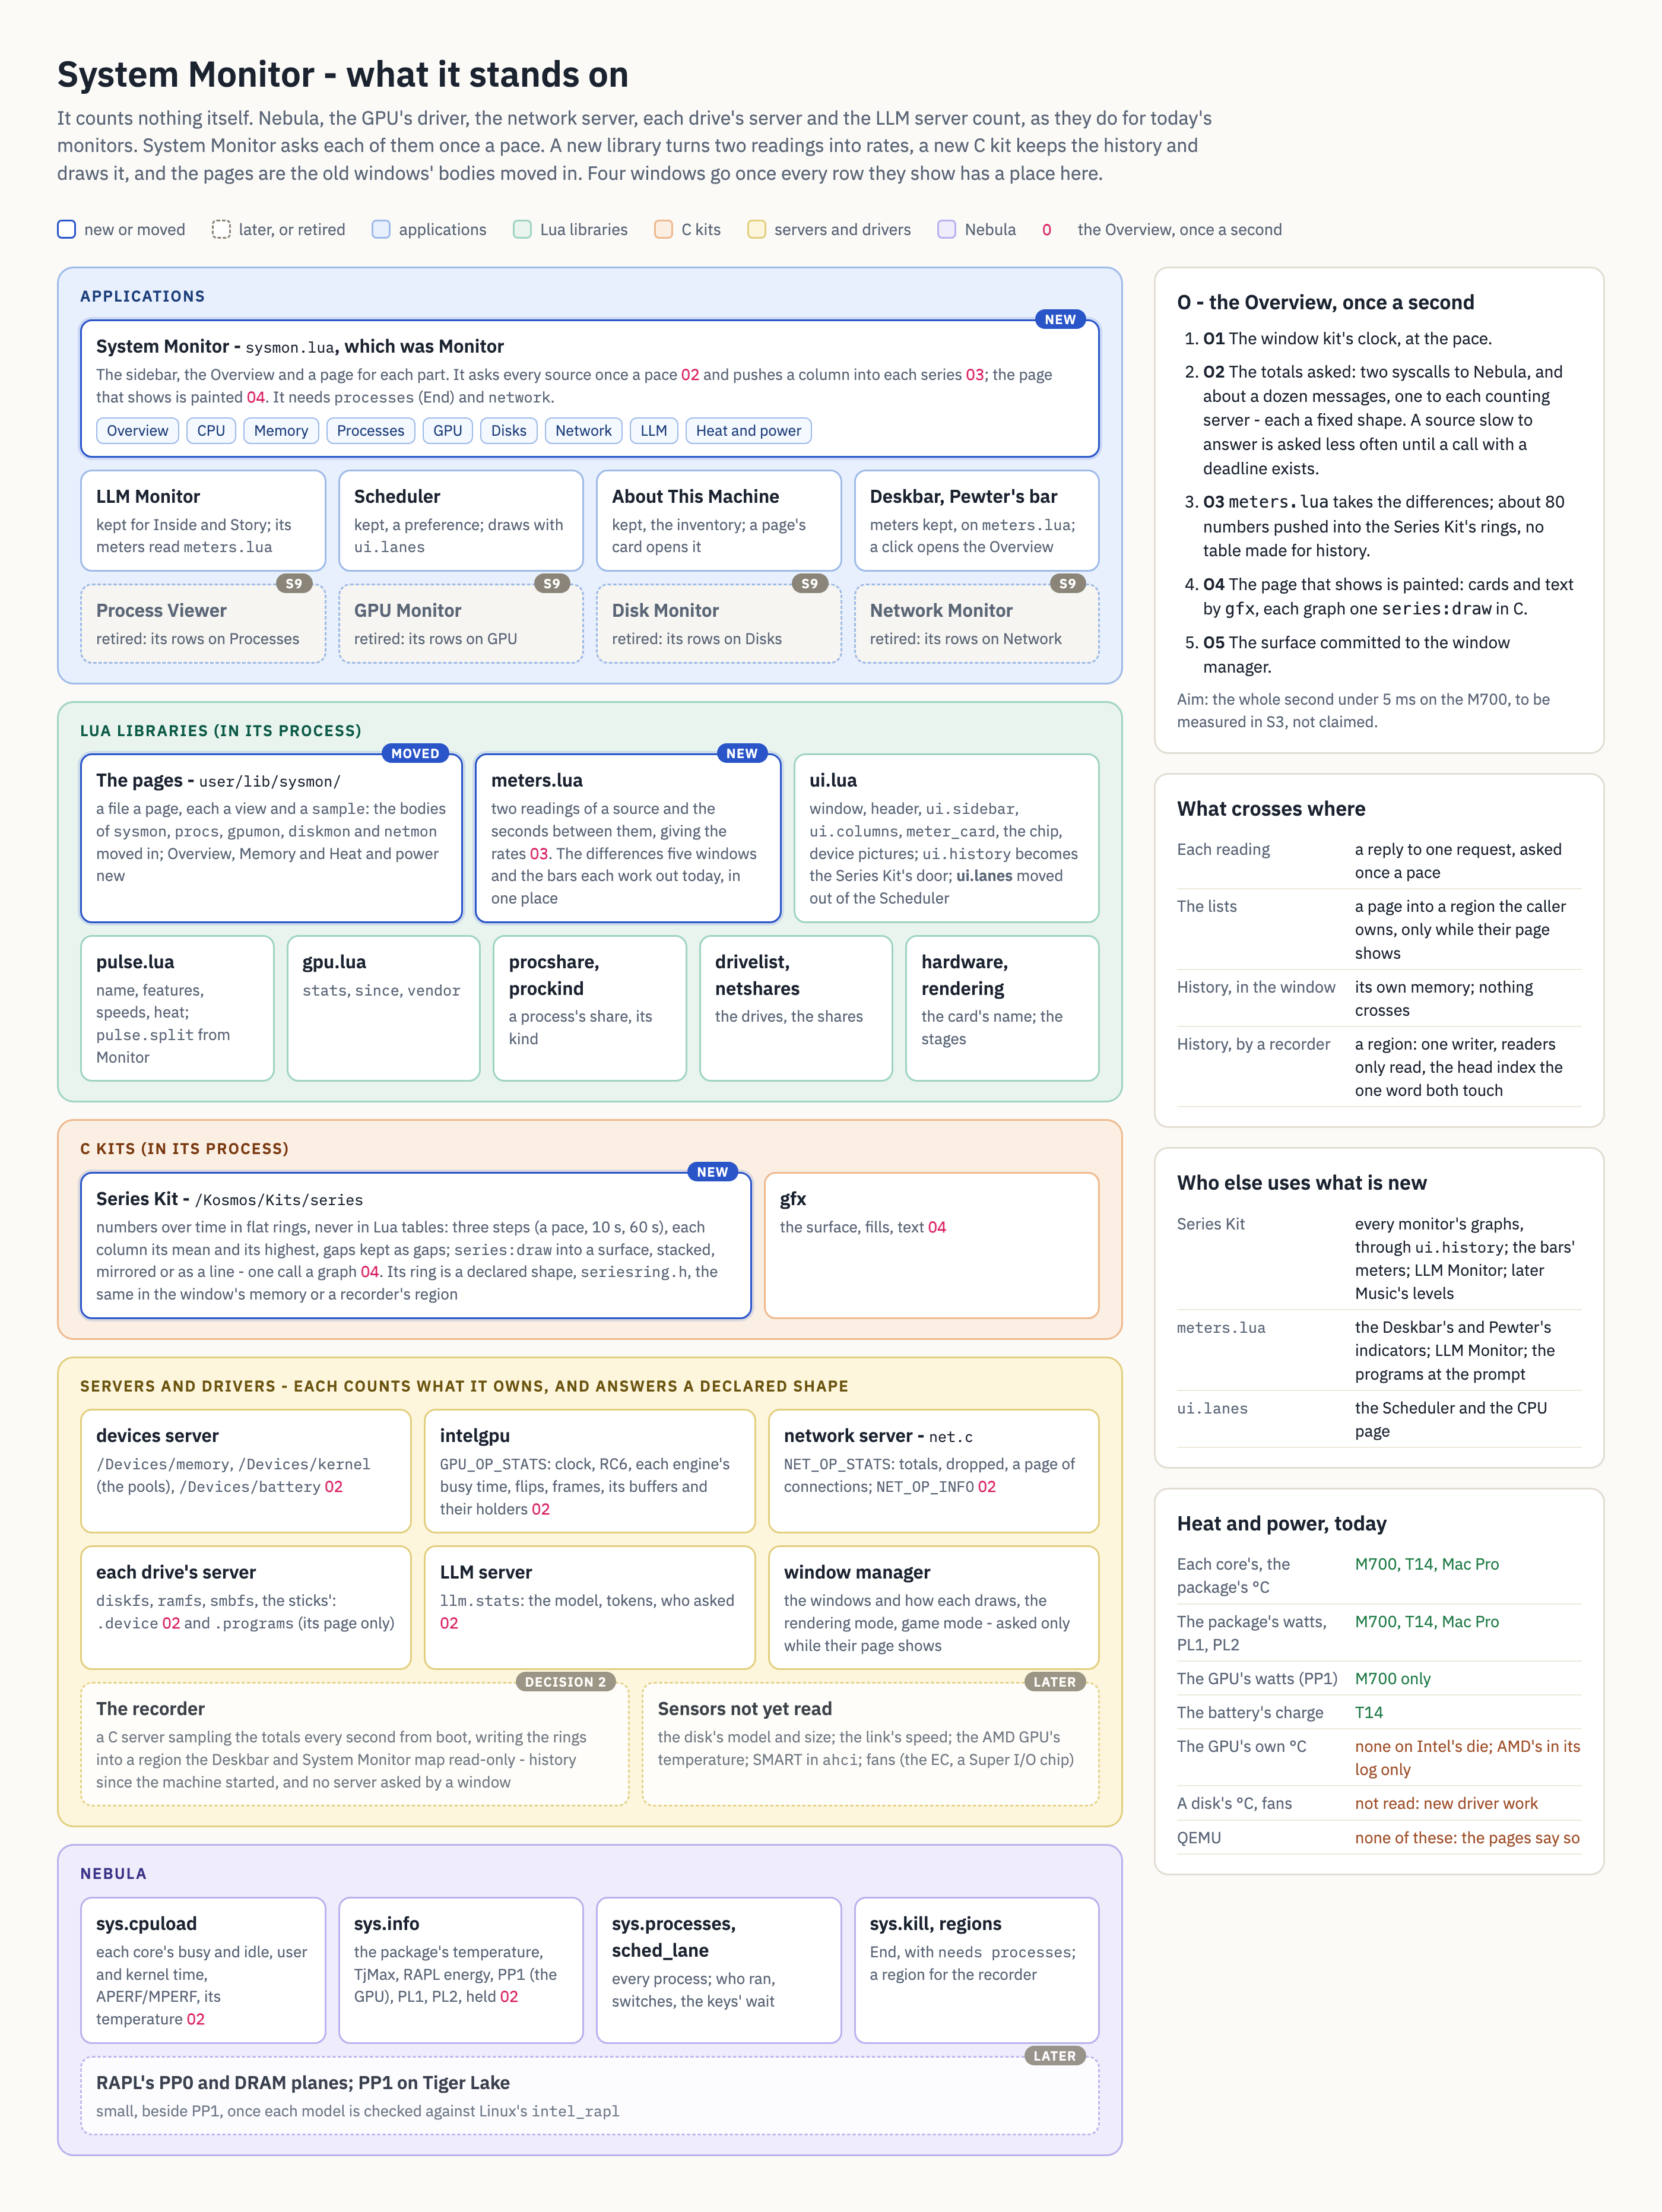 System Monitor - what it stands on
It counts nothing itself. Nebula, the GPU's driver, the network server, each drive's server and the LLM server count, as they do for today's
monitors. System Monitor asks each of them once a pace. A new library turns two readings into rates, a new C kit keeps the history and
draws it, and the pages are the old windows' bodies moved in. Four windows go once every row they show has a place here.
new or moved
later, or retired
applications
Lua libraries
C kits
servers and drivers
Nebula
O the Overview, once a second
APPLICATIONS
NEW
System Monitor - sysmon.lua, which was Monitor
The sidebar, the Overview and a page for each part. It asks every source once a pace O2 and pushes a column into each series O3; the page
that shows is painted O4. It needs processes (End) and network.
Overview
CPU
Memory
Processes
GPU
Disks
Network
LLM
Heat and power
LLM Monitor
kept for Inside and Story; its
meters read meters.lua
Scheduler
kept, a preference; draws with
ui.lanes
About This Machine
kept, the inventory; a page's
card opens it
Deskbar, Pewter's bar
meters kept, on meters.lua;
a click opens the Overview
S9
Process Viewer
retired: its rows on Processes
S9
GPU Monitor
retired: its rows on GPU
S9
Disk Monitor
retired: its rows on Disks
S9
Network Monitor
retired: its rows on Network
LUA LIBRARIES (IN ITS PROCESS)
MOVED
The pages - user/lib/sysmon/
a file a page, each a view and a sample: the bodies
of sysmon, procs, gpumon, diskmon and netmon
moved in; Overview, Memory and Heat and power
new
NEW
meters.lua
two readings of a source and the
seconds between them, giving the
rates O3. The differences five windows
and the bars each work out today, in
one place
ui.lua
window, header, ui.sidebar,
ui.columns, meter_card, the chip,
device pictures; ui.history becomes
the Series Kit's door; ui.lanes moved
out of the Scheduler
pulse.lua
name, features,
speeds, heat;
pulse.split from
Monitor
gpu.lua
stats, since, vendor
procshare,
prockind
a process's share, its
kind
drivelist,
netshares
the drives, the shares
hardware,
rendering
the card's name; the
stages
C KITS (IN ITS PROCESS)
NEW
Series Kit - /Kosmos/Kits/series
numbers over time in flat rings, never in Lua tables: three steps (a pace, 10 s, 60 s), each
column its mean and its highest, gaps kept as gaps; series:draw into a surface, stacked,
mirrored or as a line - one call a graph O4. Its ring is a declared shape, seriesring.h, the
same in the window's memory or a recorder's region
gfx
the surface, fills, text O4
SERVERS AND DRIVERS - EACH COUNTS WHAT IT OWNS, AND ANSWERS A DECLARED SHAPE
devices server
/Devices/memory, /Devices/kernel
(the pools), /Devices/battery O2
intelgpu
GPU_OP_STATS: clock, RC6, each engine's
busy time, flips, frames, its buffers and
their holders O2
network server - net.c
NET_OP_STATS: totals, dropped, a page of
connections; NET_OP_INFO O2
each drive's server
diskfs, ramfs, smbfs, the sticks':
.device O2 and .programs (its page only)
LLM server
llm.stats: the model, tokens, who asked
O2
window manager
the windows and how each draws, the
rendering mode, game mode - asked only
while their page shows
DECISION 2
The recorder
a C server sampling the totals every second from boot, writing the rings
into a region the Deskbar and System Monitor map read-only - history
since the machine started, and no server asked by a window
LATER
Sensors not yet read
the disk's model and size; the link's speed; the AMD GPU's
temperature; SMART in ahci; fans (the EC, a Super I/O chip)
NEBULA
sys.cpuload
each core's busy and idle, user
and kernel time,
APERF/MPERF, its
temperature O2
sys.info
the package's temperature,
TjMax, RAPL energy, PP1 (the
GPU), PL1, PL2, held O2
sys.processes,
sched_lane
every process; who ran,
switches, the keys' wait
sys.kill, regions
End, with needs processes;
a region for the recorder
LATER
RAPL's PP0 and DRAM planes; PP1 on Tiger Lake
small, beside PP1, once each model is checked against Linux's intel_rapl
O - the Overview, once a second
1. O1 The window kit's clock, at the pace.
2. O2 The totals asked: two syscalls to Nebula, and
about a dozen messages, one to each counting
server - each a fixed shape. A source slow to
answer is asked less often until a call with a
deadline exists.
3. O3 meters.lua takes the differences; about 80
numbers pushed into the Series Kit's rings, no
table made for history.
4. O4 The page that shows is painted: cards and text
by gfx, each graph one series:draw in C.
5. O5 The surface committed to the window
manager.
Aim: the whole second under 5 ms on the M700, to be
measured in S3, not claimed.
What crosses where
Each reading
a reply to one request, asked
once a pace
The lists
a page into a region the caller
owns, only while their page
shows
History, in the window
its own memory; nothing
crosses
History, by a recorder
a region: one writer, readers
only read, the head index the
one word both touch
Who else uses what is new
Series Kit
every monitor's graphs,
through ui.history; the bars'
meters; LLM Monitor; later
Music's levels
meters.lua
the Deskbar's and Pewter's
indicators; LLM Monitor; the
programs at the prompt
ui.lanes
the Scheduler and the CPU
page
Heat and power, today
Each core's, the
package's °C
M700, T14, Mac Pro
The package's watts,
PL1, PL2
M700, T14, Mac Pro
The GPU's watts (PP1)
M700 only
The battery's charge
T14
The GPU's own °C
none on Intel's die; AMD's in its
log only
A disk's °C, fans
not read: new driver work
QEMU
none of these: the pages say so